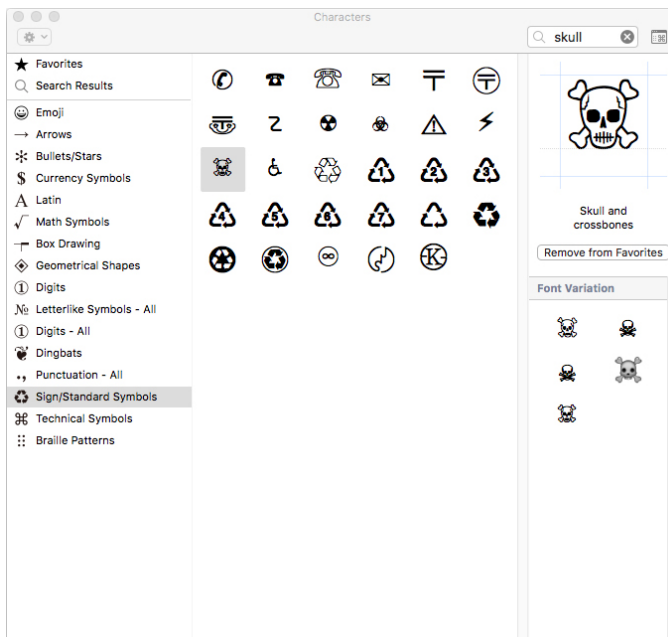 Characters
skull
Favorites
Search Results
Emoji
Arrows
Bullets/Stars
Currency Symbols
Latin
Math Symbols
Box Drawing
Geometrical Shapes
Digits
Letterlike Symbols - All
Digits - All
Dingbats
Punctuation - All
Sign/Standard Symbols
Technical Symbols
Braille Patterns
Skull and
crossbones
Remove from Favorites
Font Variation